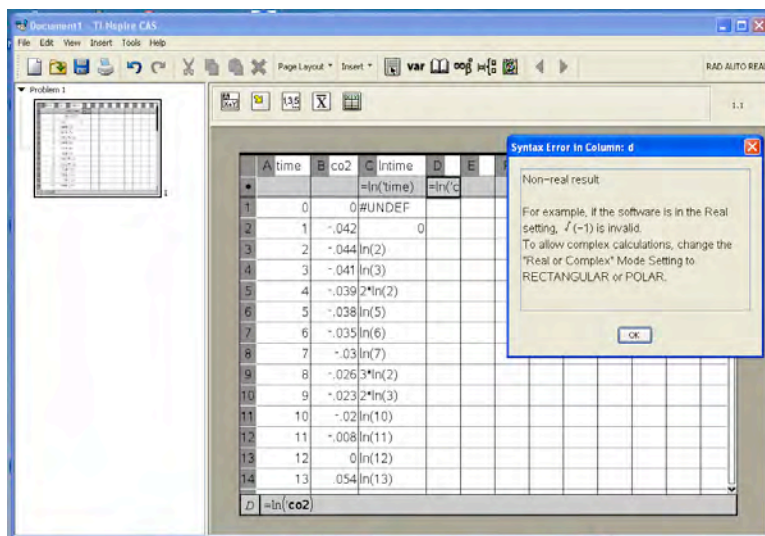 Document1 - TI-Nspire CAS
File Edit View Insert Tools Help
Page Layout Insert var
RAD AUTO REAL
Problem 1
1
1.1
A time B co2 C lntime D E
=ln('time) =ln('c
1 0 0 #UNDEF
2 1 -.042 0
3 2 -.044 ln(2)
4 3 -.041 ln(3)
5 4 -.039 2*ln(2)
6 5 -.038 ln(5)
7 6 -.035 ln(6)
8 7 -.03 ln(7)
9 8 -.026 3*ln(2)
10 9 -.023 2*ln(3)
11 10 -.02 ln(10)
12 11 -.008 ln(11)
13 12 0 ln(12)
14 13 .054 ln(13)
D =ln('co2)
Syntax Error in Column: d
Non-real result
For example, if the software is in the Real
setting, √(-1) is invalid.
To allow complex calculations, change the
"Real or Complex" Mode Setting to
RECTANGULAR or POLAR.
OK